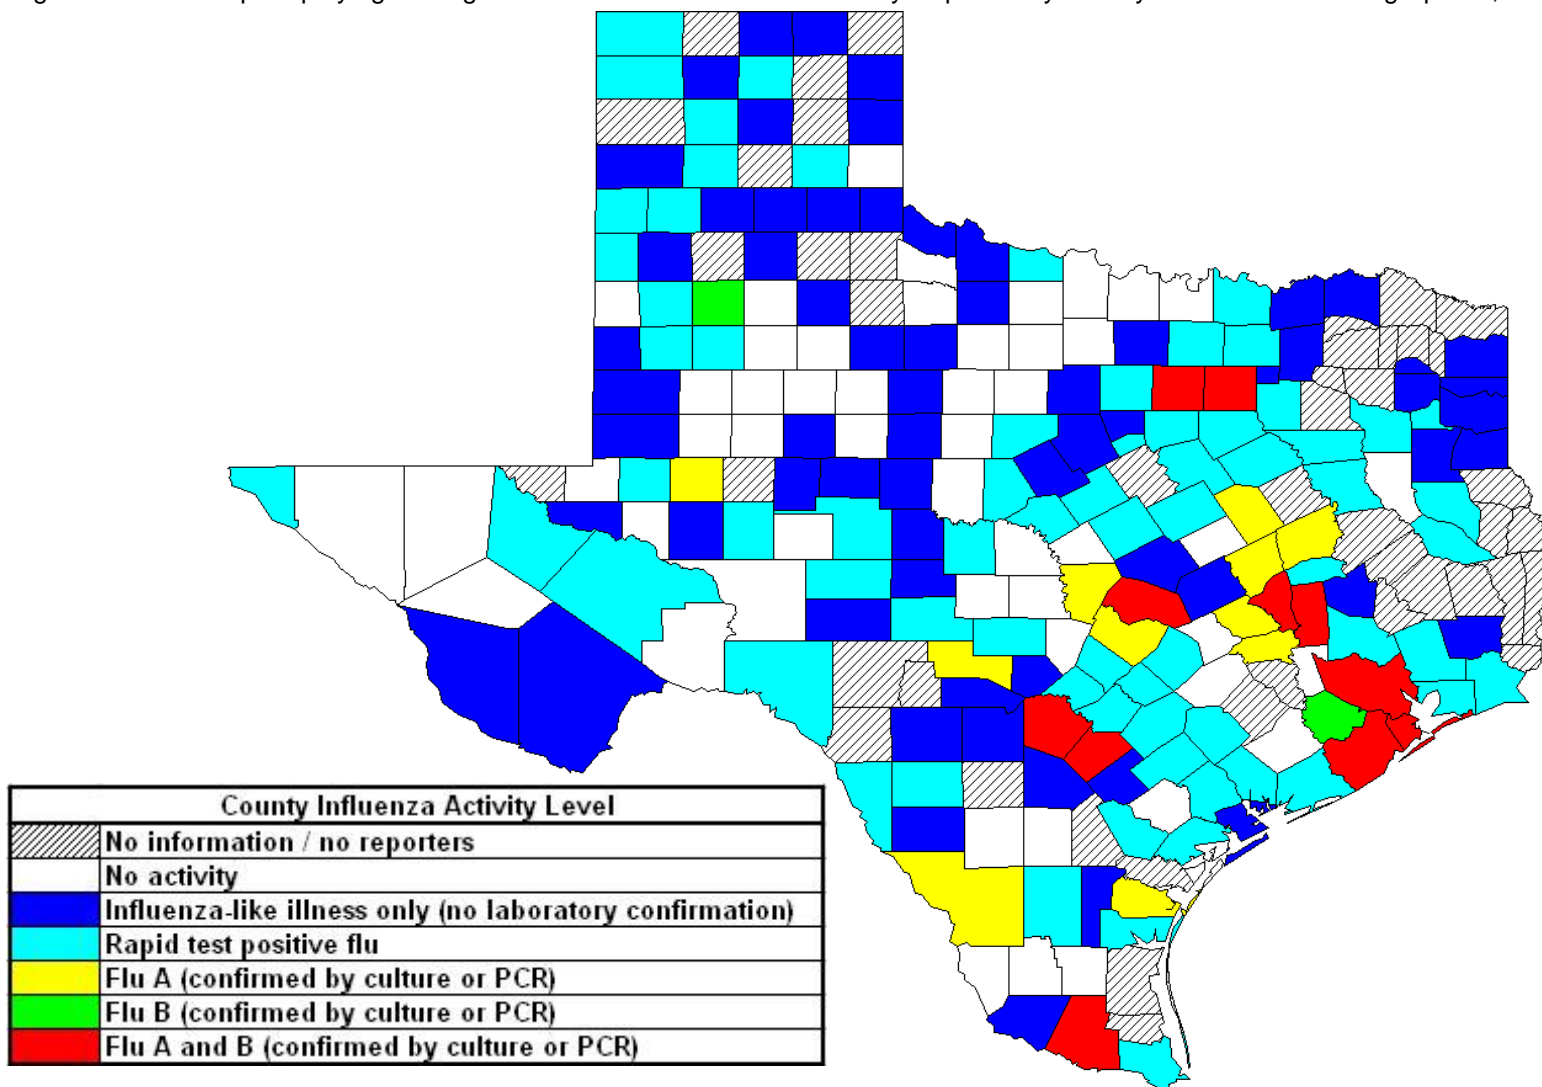 County Influenza Activity Level
No information / no reporters
No activity
Influenza-like illness only (no laboratory confirmation)
Rapid test positive flu
Flu A (confirmed by culture or PCR)
Flu B (confirmed by culture or PCR)
Flu A and B (confirmed by culture or PCR)